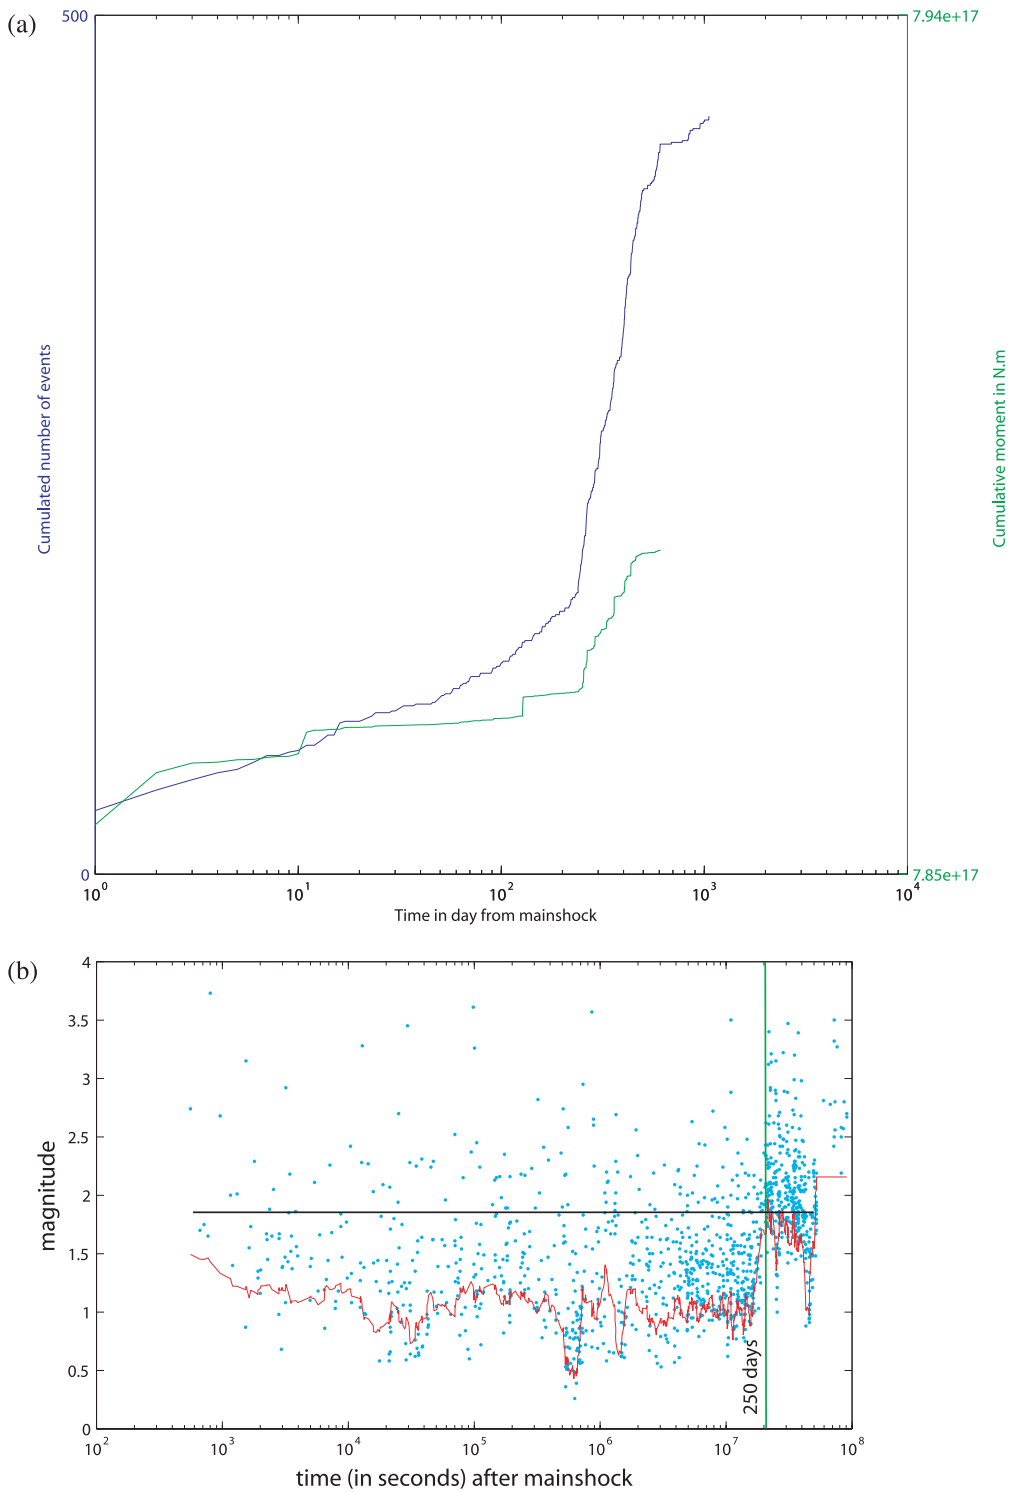 (a)
500
7.94e+17
Cumulated number of events
Cumulative moment in N.m
0
7.85e+17
10^0 10^1 10^2 10^3 10^4
Time in day from mainshock
(b)
4
3.5
3
2.5
2
1.5
1
0.5
0
magnitude
250 days
10^2 10^3 10^4 10^5 10^6 10^7 10^8
time (in seconds) after mainshock